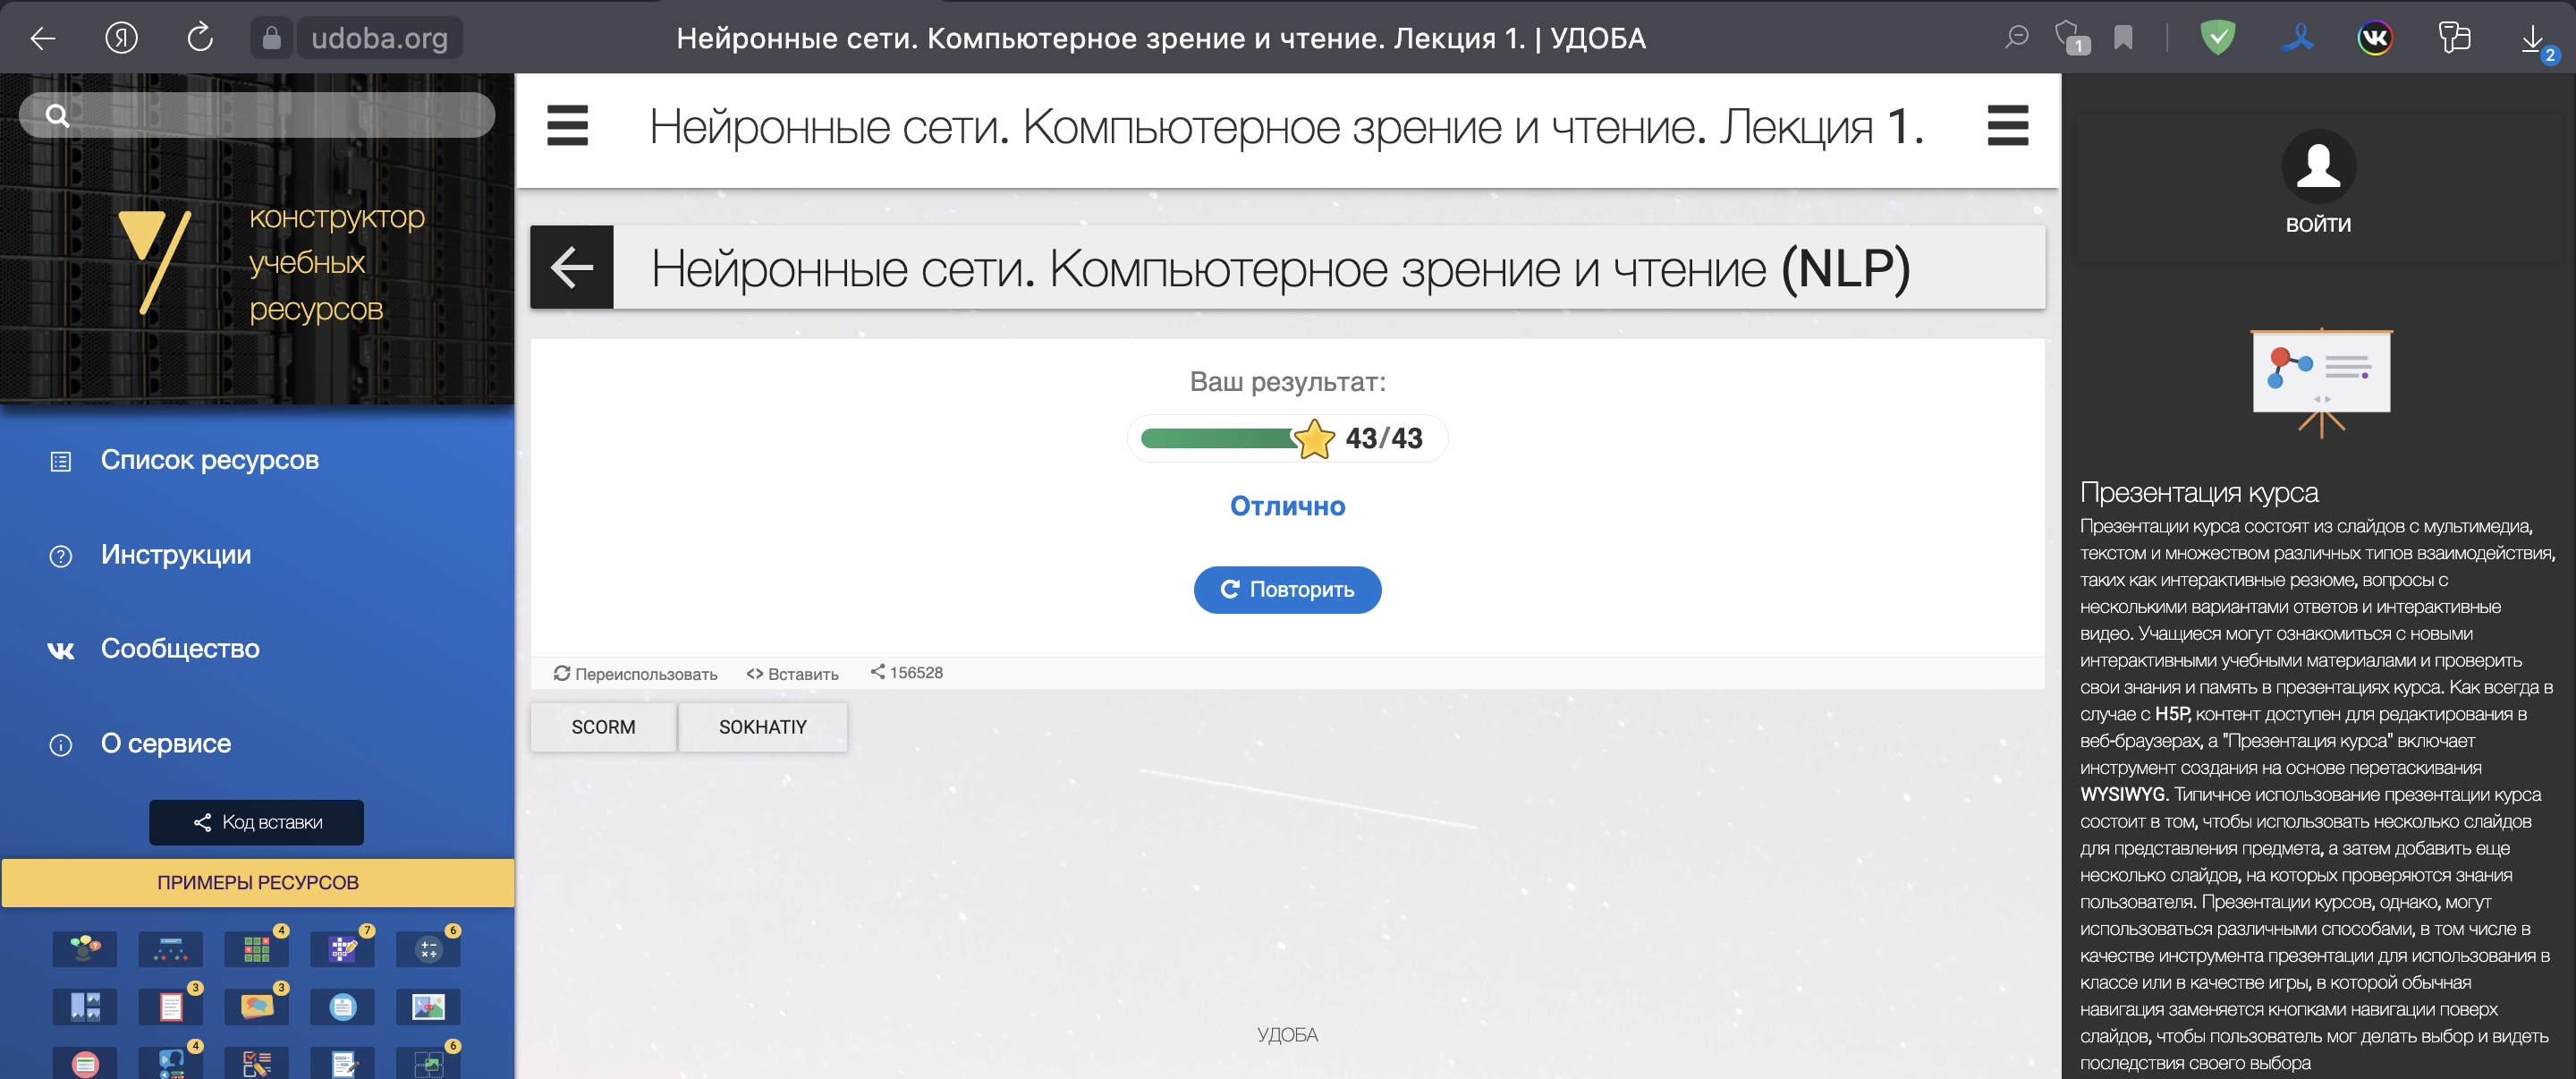 udoba.org
Нейронные сети. Компьютерное зрение и чтение. Лекция 1. | УДОБА
1
2
конструктор
учебных
ресурсов
Список ресурсов
Инструкции
Сообщество
О сервисе
Код вставки
ПРИМЕРЫ РЕСУРСОВ
4
7
6
3
3
4
6
Нейронные сети. Компьютерное зрение и чтение. Лекция 1.
Нейронные сети. Компьютерное зрение и чтение (NLP)
Ваш результат:
43/43
Отлично
Повторить
Переиспользовать
<> Вставить
156528
SCORM
SOKHATIY
УДОБА
ВОЙТИ
Презентация курса
Презентации курса состоят из слайдов с мультимедиа,
текстом и множеством различных типов взаимодействия,
таких как интерактивные резюме, вопросы с
несколькими вариантами ответов и интерактивные
видео. Учащиеся могут ознакомиться с новыми
интерактивными учебными материалами и проверить
свои знания и память в презентациях курса. Как всегда в
случае с H5P, контент доступен для редактирования в
веб-браузерах, а "Презентация курса" включает
инструмент создания на основе перетаскивания
WYSIWYG. Типичное использование презентации курса
состоит в том, чтобы использовать несколько слайдов
для представления предмета, а затем добавить еще
несколько слайдов, на которых проверяются знания
пользователя. Презентации курсов, однако, могут
использоваться различными способами, в том числе в
качестве инструмента презентации для использования в
классе или в качестве игры, в которой обычная
навигация заменяется кнопками навигации поверх
слайдов, чтобы пользователь мог делать выбор и видеть
последствия своего выбора